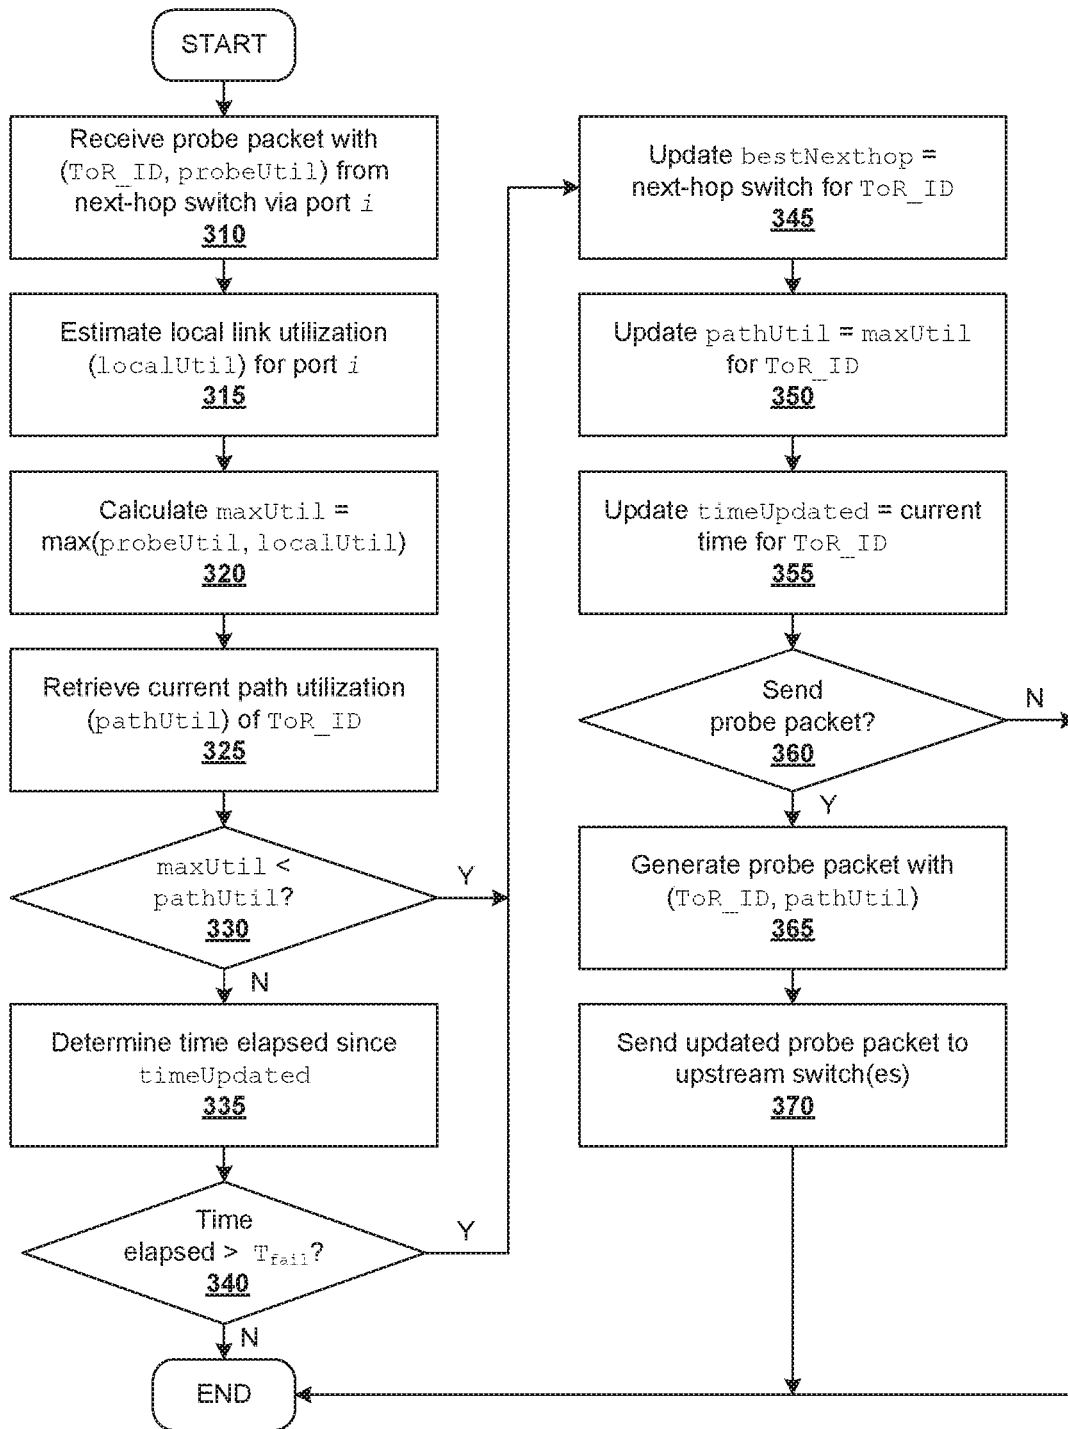 START
Receive probe packet with
(ToR_ID, probeUtil) from
next-hop switch via port i
310
Estimate local link utilization
(localUtil) for port i
315
Calculate maxUtil =
max(probeUtil, localUtil)
320
Retrieve current path utilization
(pathUtil) of ToR_ID
325
maxUtil <
pathUtil?
330
Y
N
Determine time elapsed since
timeUpdated
335
Time
elapsed > Tfail?
340
Y
N
END
Update bestNexthop =
next-hop switch for ToR_ID
345
Update pathUtil = maxUtil
for ToR_ID
350
Update timeUpdated = current
time for ToR_ID
355
Send
probe packet?
360
N
Y
Generate probe packet with
(ToR_ID, pathUtil)
365
Send updated probe packet to
upstream switch(es)
370